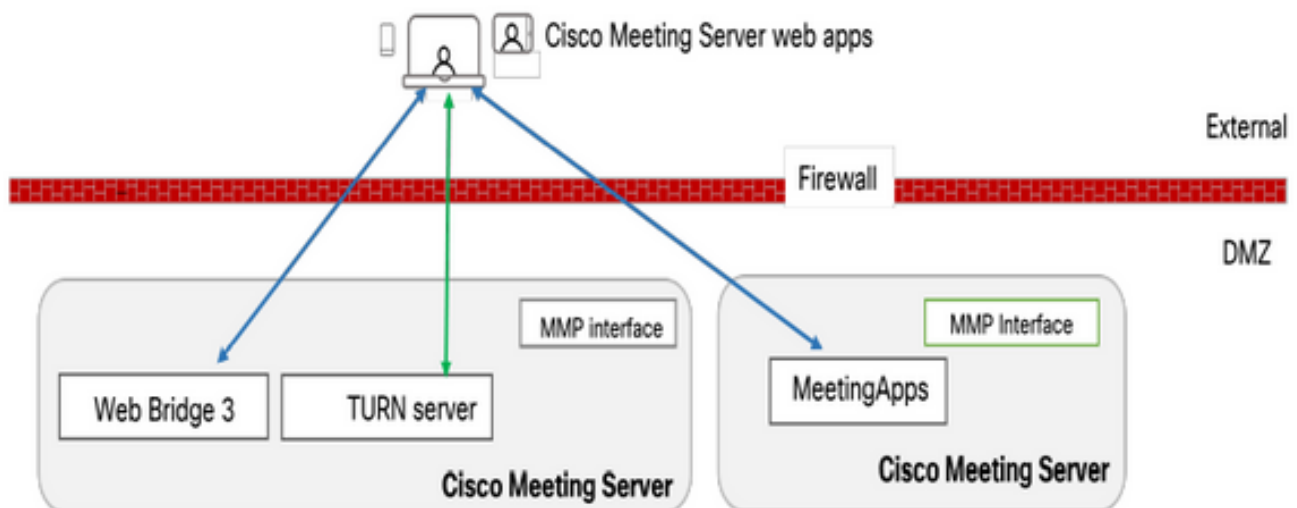 Cisco Meeting Server web apps
External
Firewall
DMZ
MMP interface
MMP Interface
Web Bridge 3
TURN server
MeetingApps
Cisco Meeting Server
Cisco Meeting Server